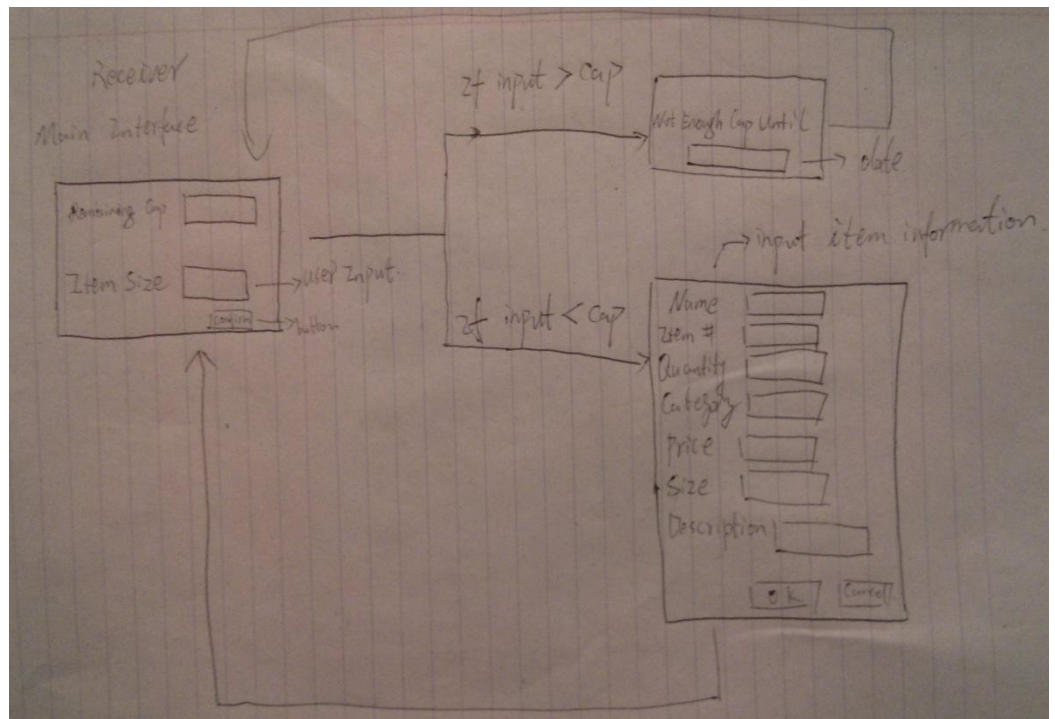 Receiver
Main Interface
Remaining Cap
Item Size
user Input.
Confirm
button
If input > Cap
Not Enough Cap Until
date
If input < Cap
input item information.
Name
Item #
Quantity
Category
Price
Size
Description
OK
Cancel